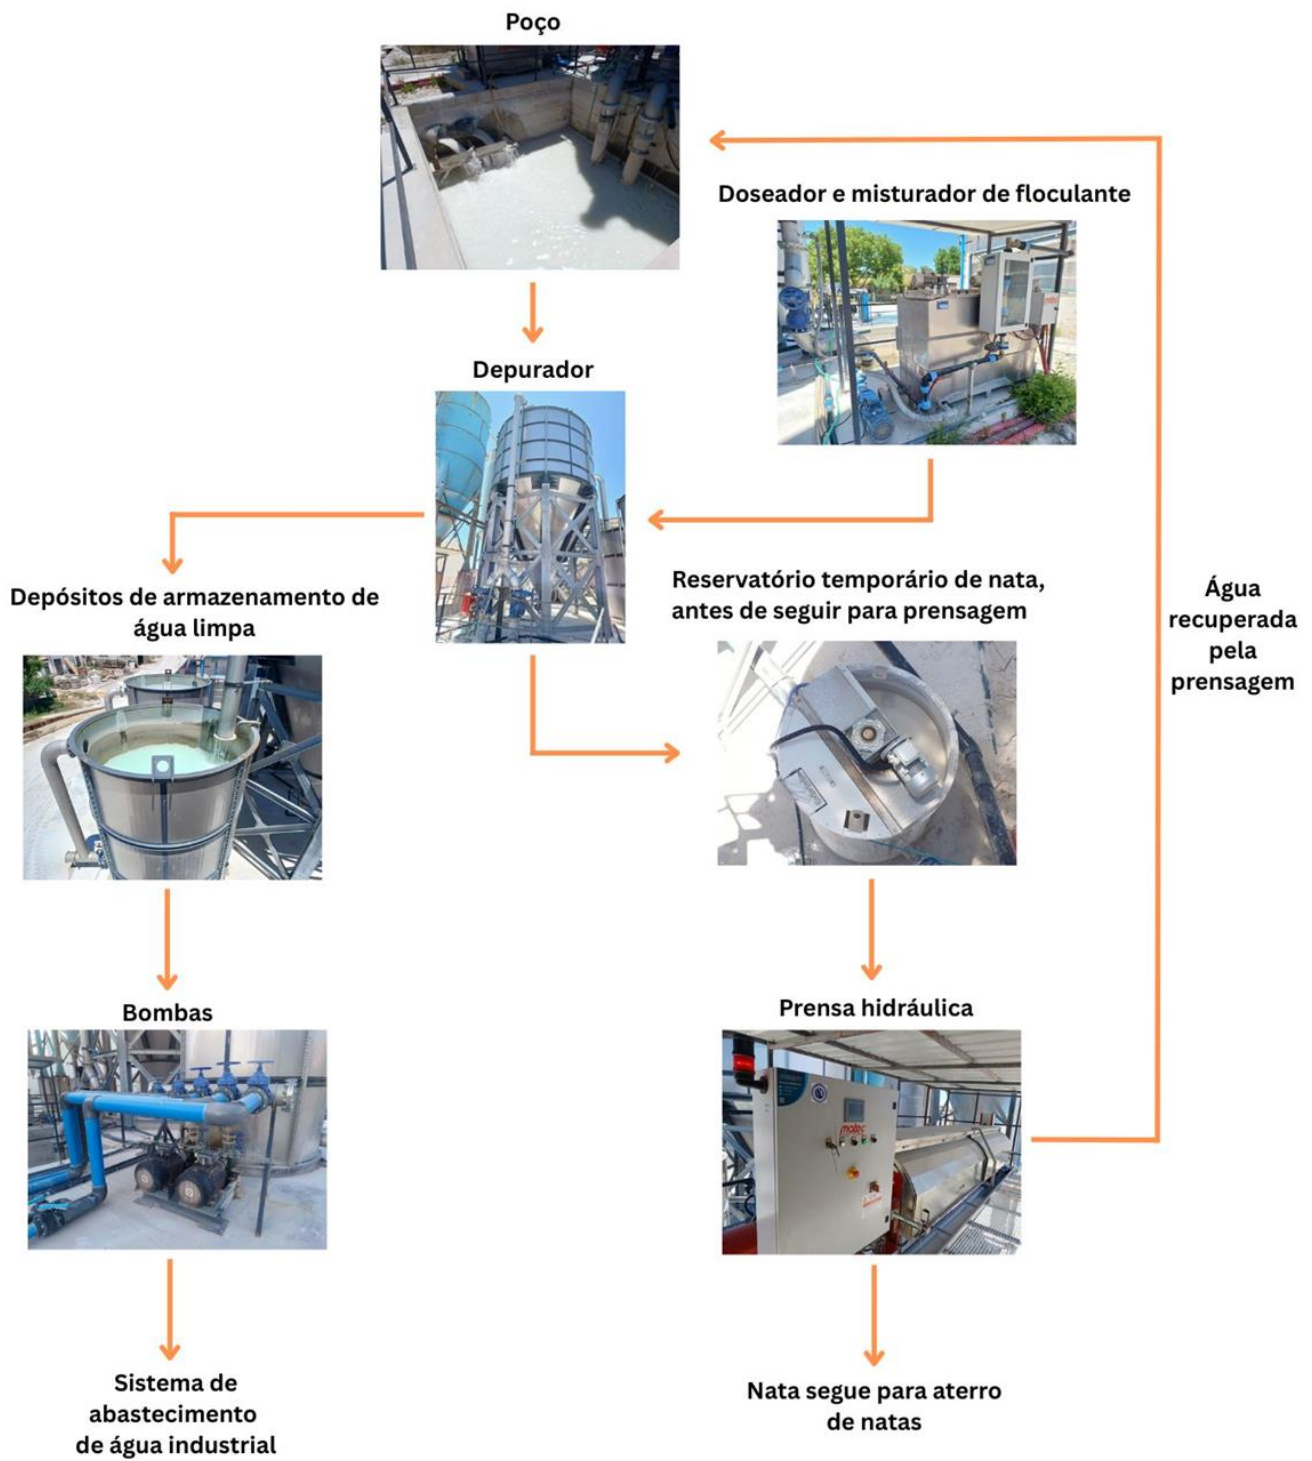 Poço
Doseador e misturador de floculante
Depurador
Depósitos de armazenamento de
água limpa
Reservatório temporário de nata,
antes de seguir para prensagem
Água
recuperada
pela
prensagem
Bombas
Prensa hidráulica
matec
Sistema de
abastecimento
de água industrial
Nata segue para aterro
de natas